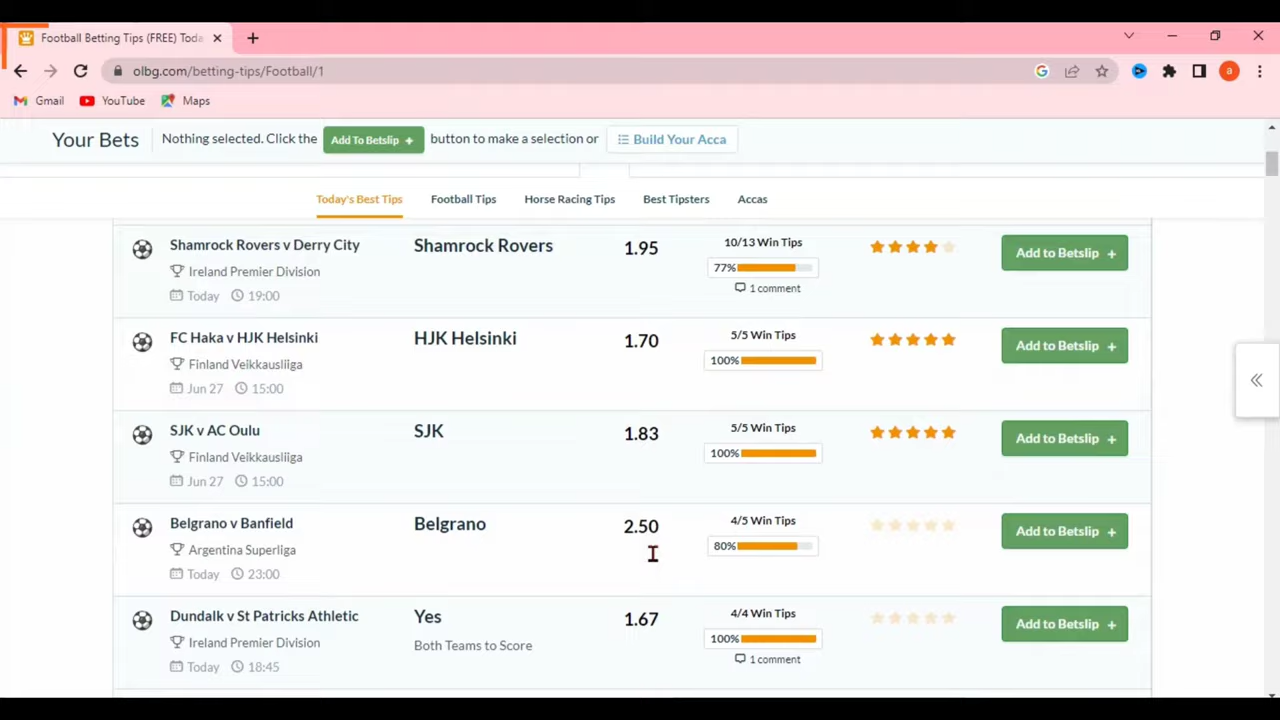 Football Betting Tips (FREE) Toda
olbg.com/betting-tips/Football/1
a
Gmail YouTube Maps
Your Bets Nothing selected. Click the Add To Betslip + button to make a selection or Build Your Acca
Today's Best Tips Football Tips Horse Racing Tips Best Tipsters Accas
Shamrock Rovers v Derry City Shamrock Rovers 1.95 10/13 Win Tips Add to Betslip +
Ireland Premier Division 77%
Today 19:00 1 comment
FC Haka v HJK Helsinki HJK Helsinki 1.70 5/5 Win Tips Add to Betslip +
Finland Veikkausliiga 100%
Jun 27 15:00
SJK v AC Oulu SJK 1.83 5/5 Win Tips Add to Betslip +
Finland Veikkausliiga 100%
Jun 27 15:00
Belgrano v Banfield Belgrano 2.50 4/5 Win Tips Add to Betslip +
Argentina Superliga 80%
Today 23:00
Dundalk v St Patricks Athletic Yes 1.67 4/4 Win Tips Add to Betslip +
Ireland Premier Division Both Teams to Score 100%
Today 18:45 1 comment